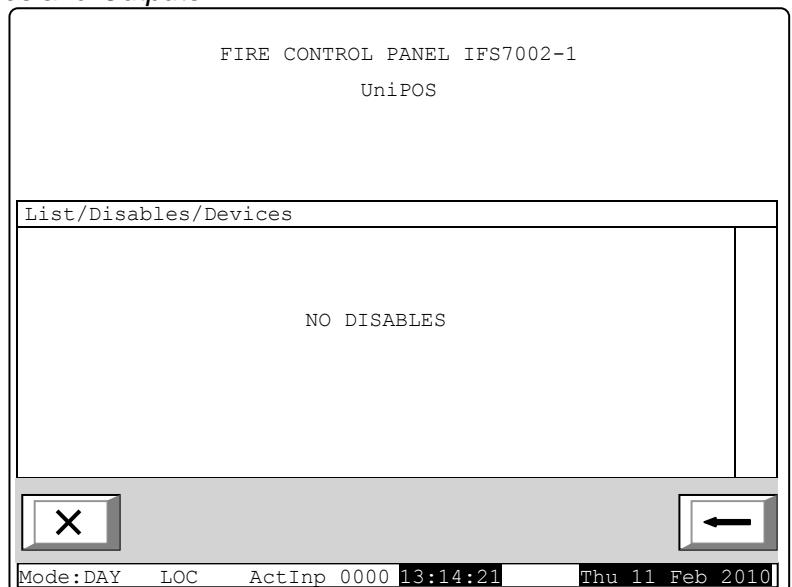 FIRE CONTROL PANEL IFS7002-1
UniPOS
List/Disables/Devices
NO DISABLES
Mode:DAY LOC ActInp 0000 13:14:21 Thu 11 Feb 2010